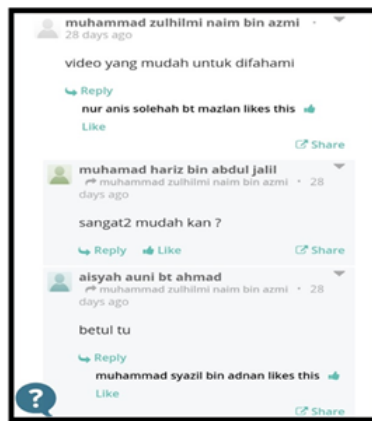 muhammad zulhilmi naim bin azmi ·
28 days ago
video yang mudah untuk difahami
Reply
nur anis solehah bt mazlan likes this
Like
Share
muhamad hariz bin abdul jalil
muhammad zulhilmi naim bin azmi · 28
days ago
sangat2 mudah kan ?
Reply Like Share
aisyah auni bt ahmad
muhammad zulhilmi naim bin azmi · 28
days ago
betul tu
Reply
muhammad syazil bin adnan likes this
Like
?
Share